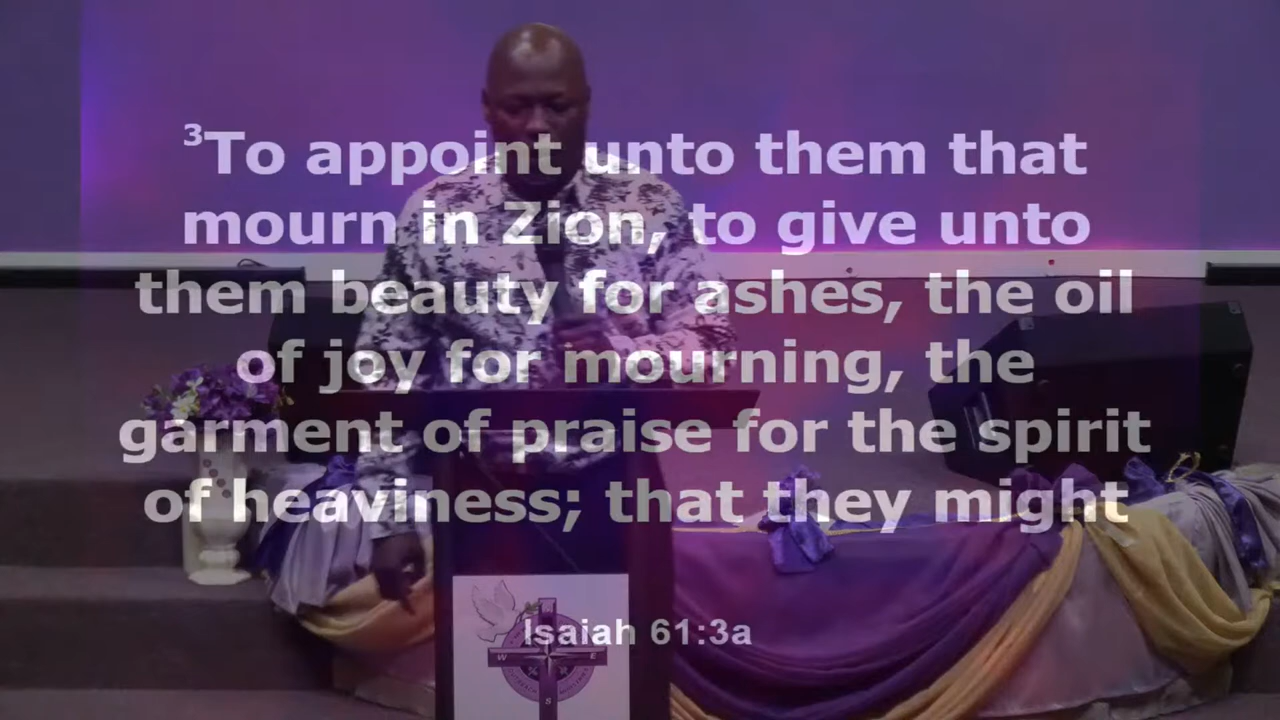 ³To appoint unto them that
mourn in Zion, to give unto
them beauty for ashes, the oil
of joy for mourning, the
garment of praise for the spirit
of heaviness; that they might
Isaiah 61:3a
W E
S